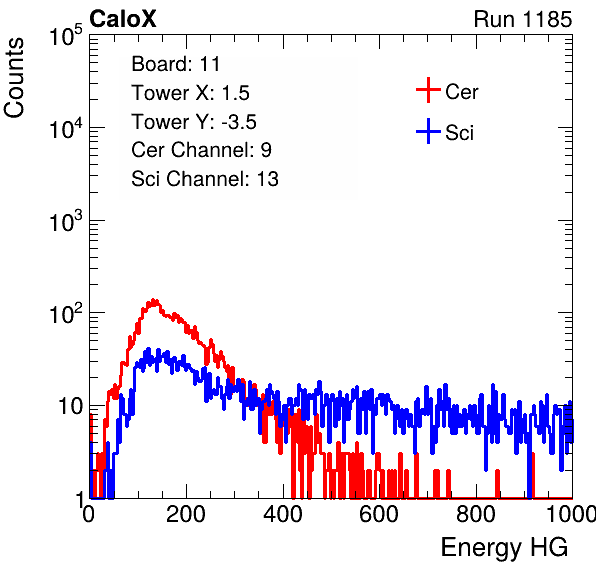 CaloX Run 1185
Board: 11
Tower X: 1.5
Tower Y: -3.5
Cer Channel: 9
Sci Channel: 13
Cer
Sci
Counts
10^5
10^4
10^3
10^2
10
1
0 200 400 600 800 1000
Energy HG